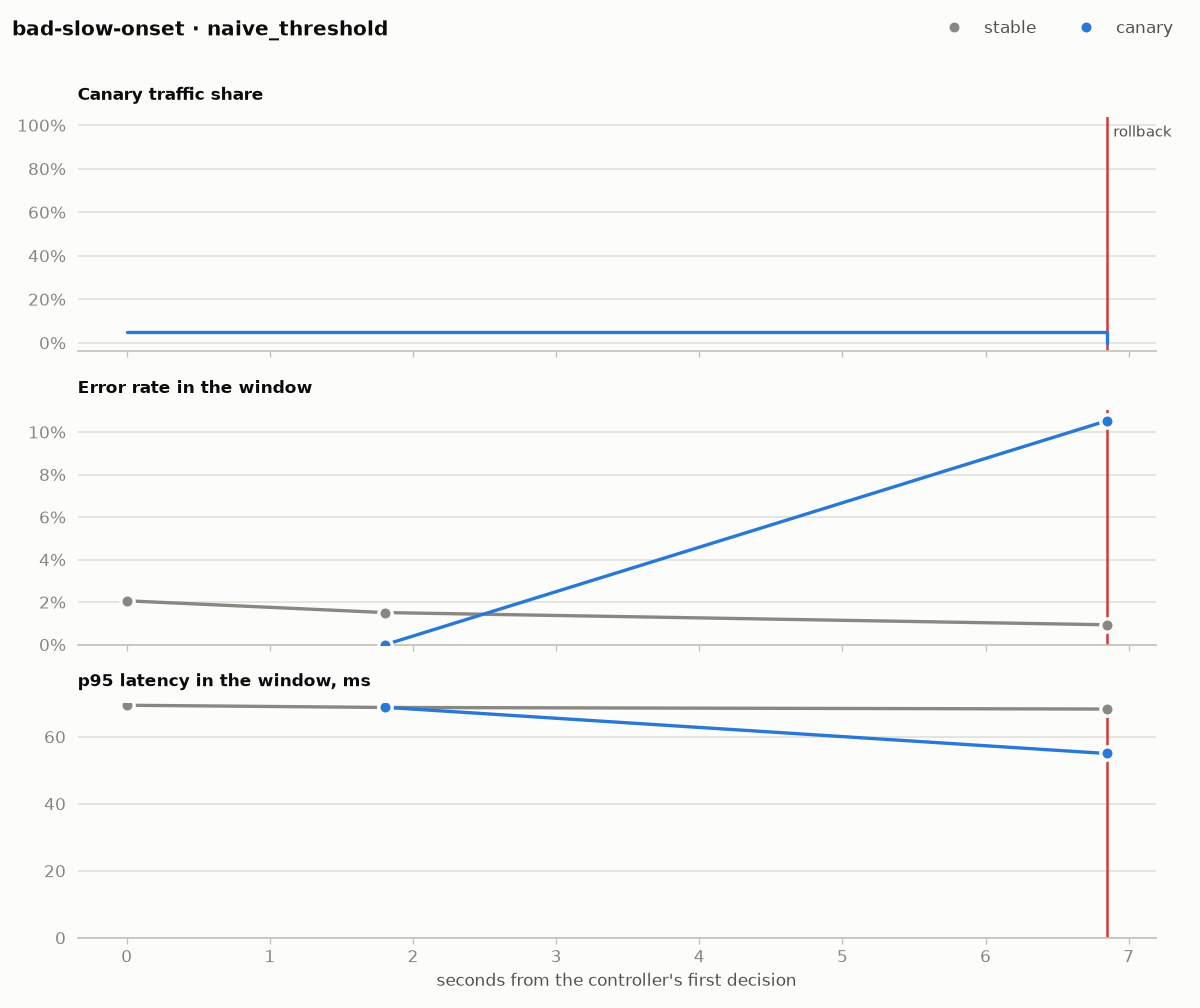 bad-slow-onset · naive_threshold
stable canary
Canary traffic share
100%
rollback
80%
60%
40%
20%
0%
Error rate in the window
10%
8%
6%
4%
2%
0%
p95 latency in the window, ms
60
40
20
0
0 1 2 3 4 5 6 7
seconds from the controller's first decision